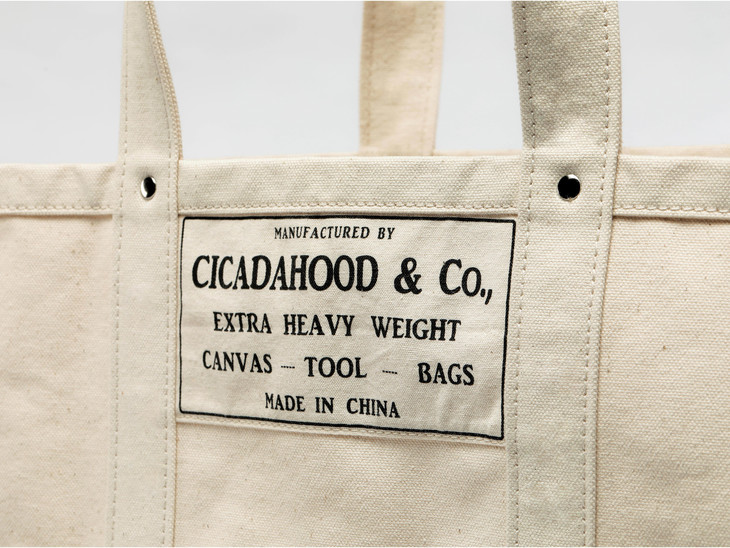 MANUFACTURED BY
CICADAHOOD & Co.,
EXTRA HEAVY WEIGHT
CANVAS --- TOOL --- BAGS
MADE IN CHINA